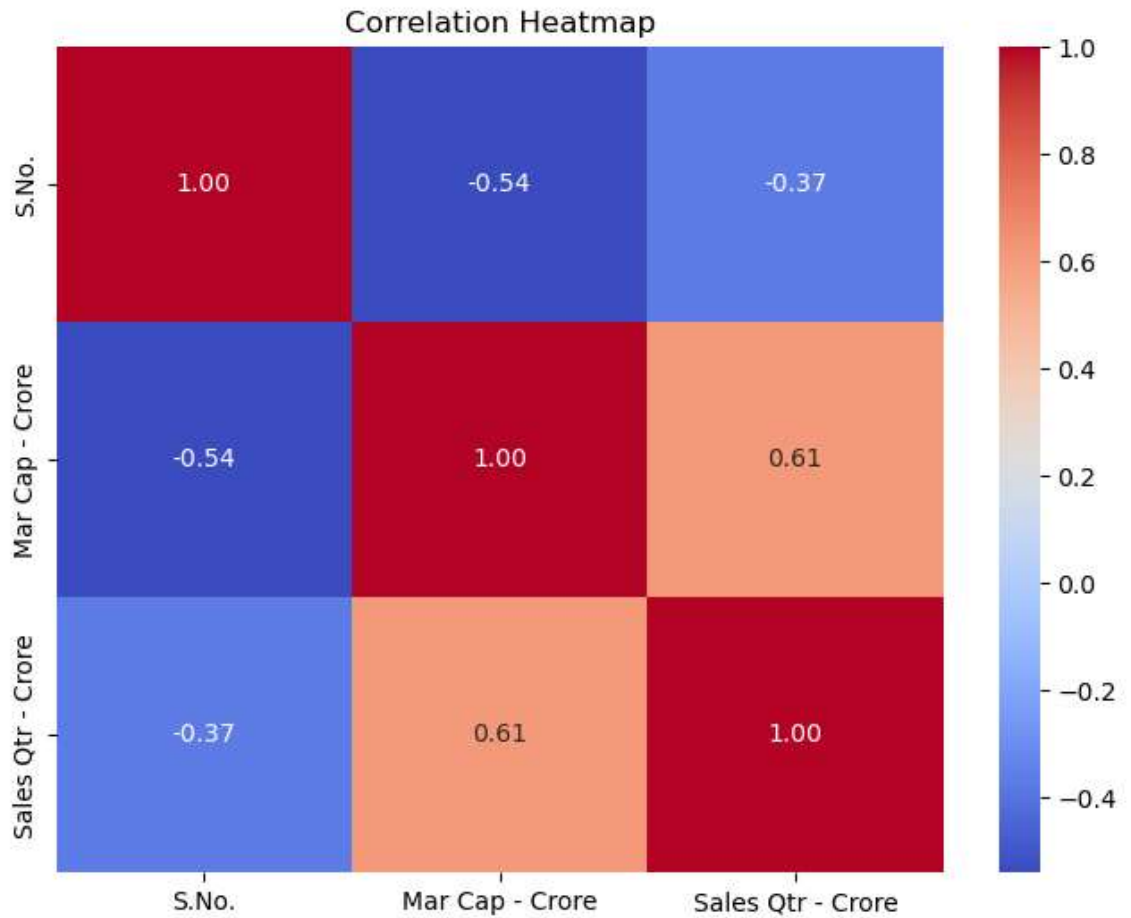 Correlation Heatmap
S.No.
1.00
-0.54
-0.37
Mar Cap - Crore
-0.54
1.00
0.61
Sales Qtr - Crore
-0.37
0.61
1.00
S.No.
Mar Cap - Crore
Sales Qtr - Crore
1.0
0.8
0.6
0.4
0.2
0.0
−0.2
−0.4